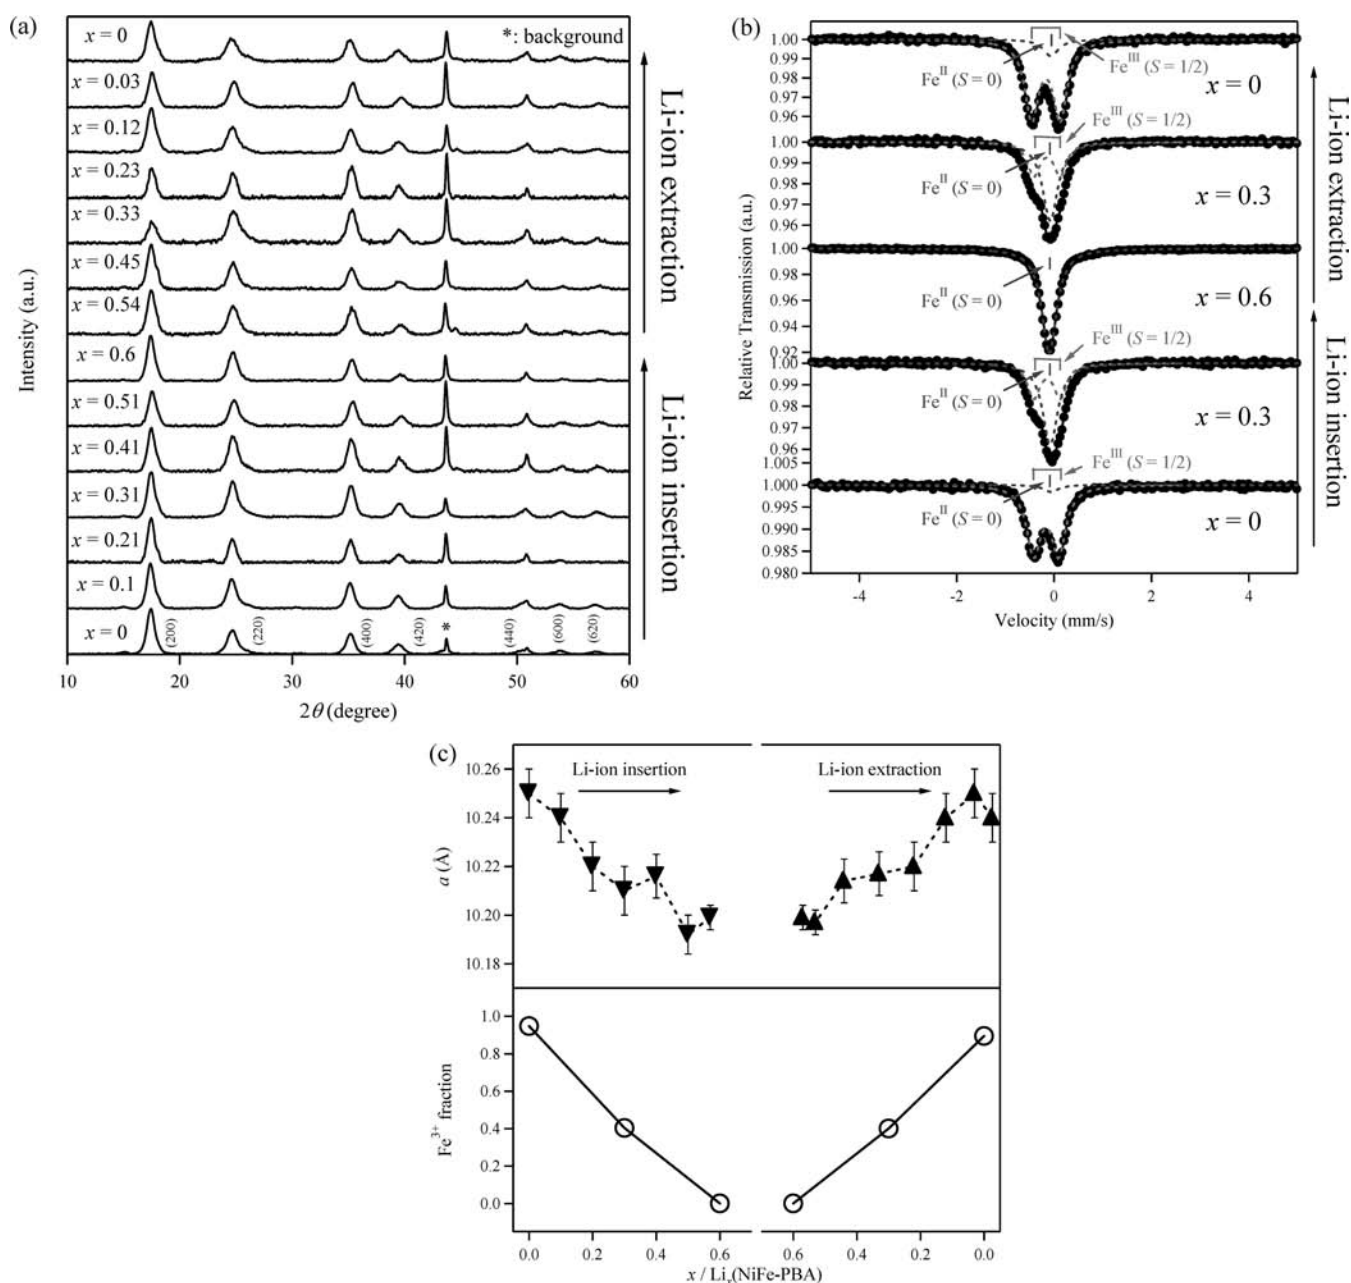 (a)
x = 0
*: background
x = 0.03
x = 0.12
x = 0.23
x = 0.33
x = 0.45
x = 0.54
x = 0.6
x = 0.51
x = 0.41
x = 0.31
x = 0.21
x = 0.1
x = 0
(200)
(220)
(400)
(420)
*
(440)
(600)
(620)
10 20 30 40 50 60
2θ (degree)
Intensity (a.u.)
Li-ion extraction
Li-ion insertion
(b)
1.00
0.99
0.98
0.97
0.96
Fe^II (S = 0)
Fe^III (S = 1/2)
x = 0
1.00
0.99
0.98
0.97
0.96
Fe^II (S = 0)
Fe^III (S = 1/2)
x = 0.3
1.00
0.98
0.96
0.94
0.92
Fe^II (S = 0)
x = 0.6
1.00
0.99
0.98
0.97
0.96
Fe^II (S = 0)
Fe^III (S = 1/2)
x = 0.3
1.005
1.000
0.995
0.990
0.985
0.980
Fe^II (S = 0)
Fe^III (S = 1/2)
x = 0
-4 -2 0 2 4
Velocity (mm/s)
Relative Transmission (a.u.)
Li-ion extraction
Li-ion insertion
(c)
10.26
10.24
10.22
10.20
10.18
a (Å)
Li-ion insertion
Li-ion extraction
1.0
0.8
0.6
0.4
0.2
0.0
Fe^3+ fraction
0.0 0.2 0.4 0.6 0.6 0.4 0.2 0.0
x / Li_x(NiFe-PBA)